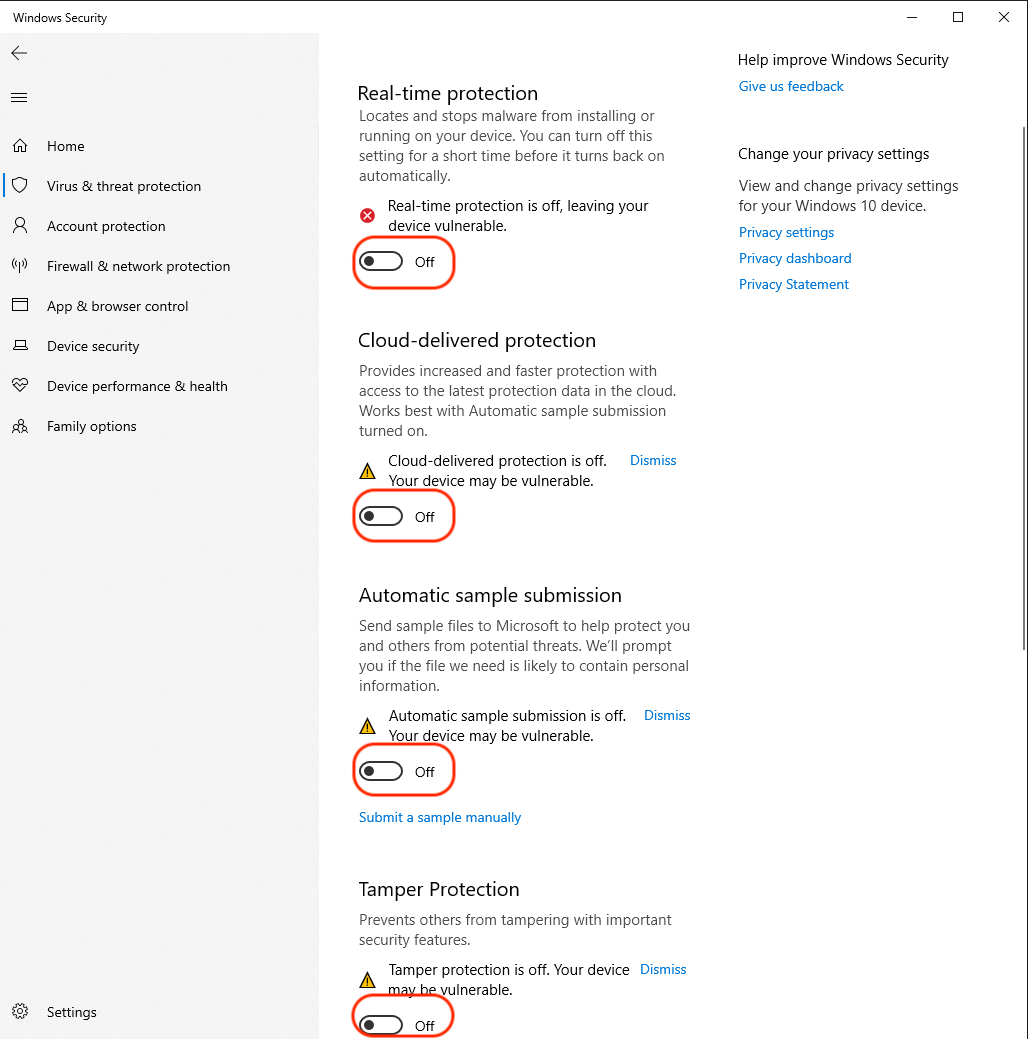 Windows Security
Home
Virus & threat protection
Account protection
Firewall & network protection
App & browser control
Device security
Device performance & health
Family options
Settings
Real-time protection
Locates and stops malware from installing or
running on your device. You can turn off this
setting for a short time before it turns back on
automatically.
Real-time protection is off, leaving your
device vulnerable.
Off
Cloud-delivered protection
Provides increased and faster protection with
access to the latest protection data in the cloud.
Works best with Automatic sample submission
turned on.
Cloud-delivered protection is off. Dismiss
Your device may be vulnerable.
Off
Automatic sample submission
Send sample files to Microsoft to help protect you
and others from potential threats. We’ll prompt
you if the file we need is likely to contain personal
information.
Automatic sample submission is off. Dismiss
Your device may be vulnerable.
Off
Submit a sample manually
Tamper Protection
Prevents others from tampering with important
security features.
Tamper protection is off. Your device Dismiss
may be vulnerable.
Off
Help improve Windows Security
Give us feedback
Change your privacy settings
View and change privacy settings
for your Windows 10 device.
Privacy settings
Privacy dashboard
Privacy Statement